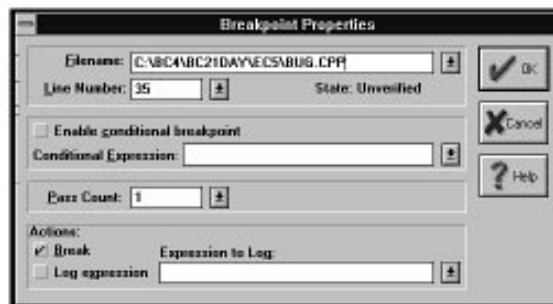 Breakpoint Properties
Filename: C:\BC4\BC21DAY\EC5\BUG.CPP
Line Number: 35 State: Unverified
Enable conditional breakpoint
Conditional Expression:
Pass Count: 1
Actions:
Break Expression to Log:
Log expression
OK
Cancel
Help